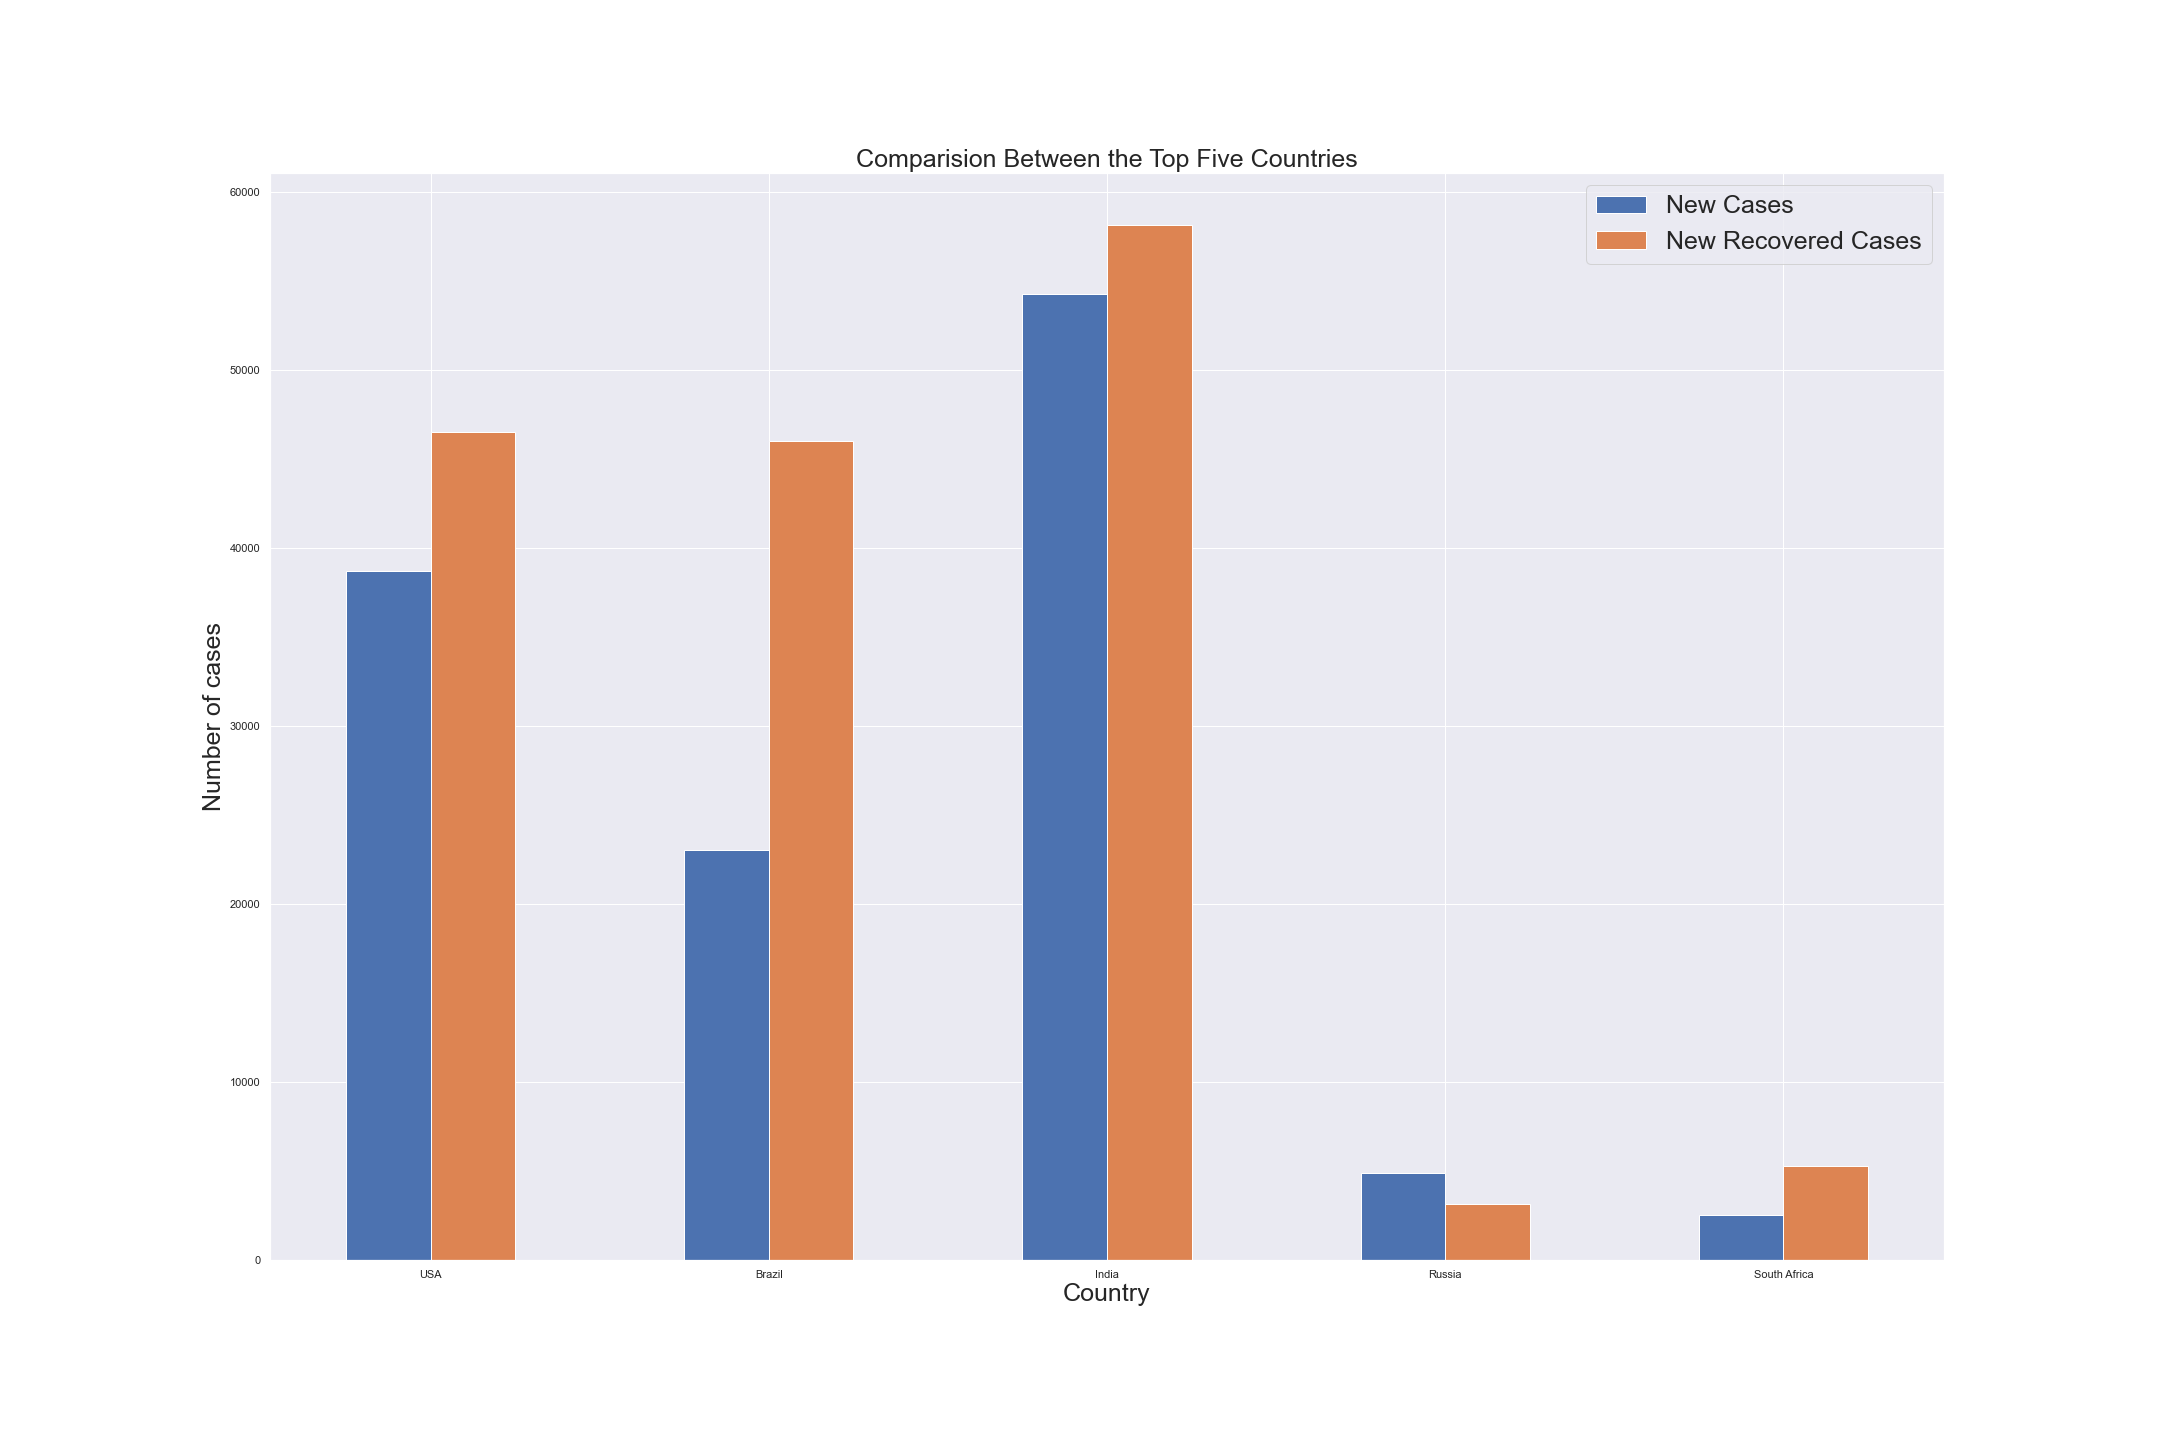 Comparision Between the Top Five Countries
New Cases
New Recovered Cases
60000
50000
40000
30000
20000
10000
0
Number of cases
USA Brazil India Russia South Africa
Country